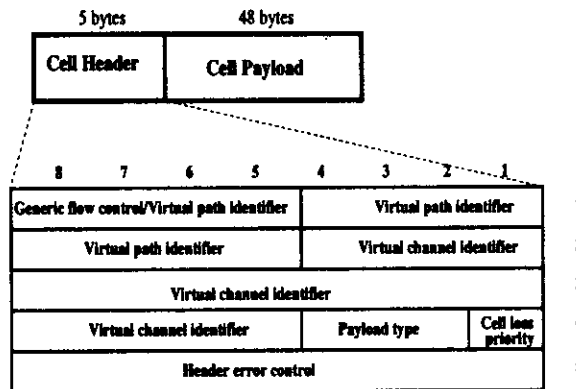 5 bytes 48 bytes
Cell Header Cell Payload
8 7 6 5 4 3 2 1
Generic flow control/Virtual path identifier Virtual path identifier
Virtual path identifier Virtual channel identifier
Virtual channel identifier
Virtual channel identifier Payload type Cell loss priority
Header error control